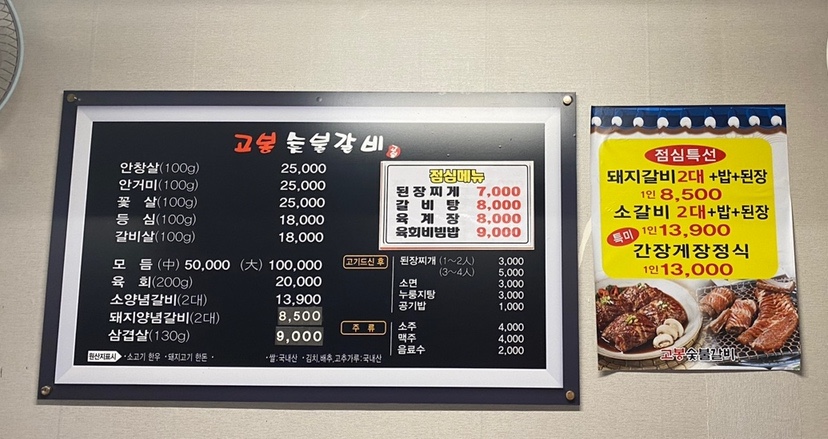 고봉 숯불갈비
안창살(100g) 25,000
안거미(100g) 25,000
꽃 살(100g) 25,000
등 심(100g) 18,000
갈비살(100g) 18,000
모 듬 (中) 50,000 (大) 100,000
육 회(200g) 20,000
소양념갈비(2대) 13,900
돼지양념갈비(2대) 8,500
삼겹살(130g) 9,000
원산지표시 ·소고기 한우 ·돼지고기 한돈 ·쌀:국내산 ·김치,배추,고추가루:국내산
점심메뉴
된장찌게 7,000
갈 비 탕 8,000
육 계 장 8,000
육회비빔밥 9,000
고기드신 후
된장찌개 (1~2人) 3,000
(3~4人) 5,000
소면 3,000
누룽지탕 3,000
공기밥 1,000
주 류
소주 4,000
맥주 4,000
음료수 2,000
점심특선
돼지갈비2대+밥+된장
1인 8,500
소갈비 2대+밥+된장
특미 1인 13,900
간장게장정식
1인 13,000
고봉숯불갈비